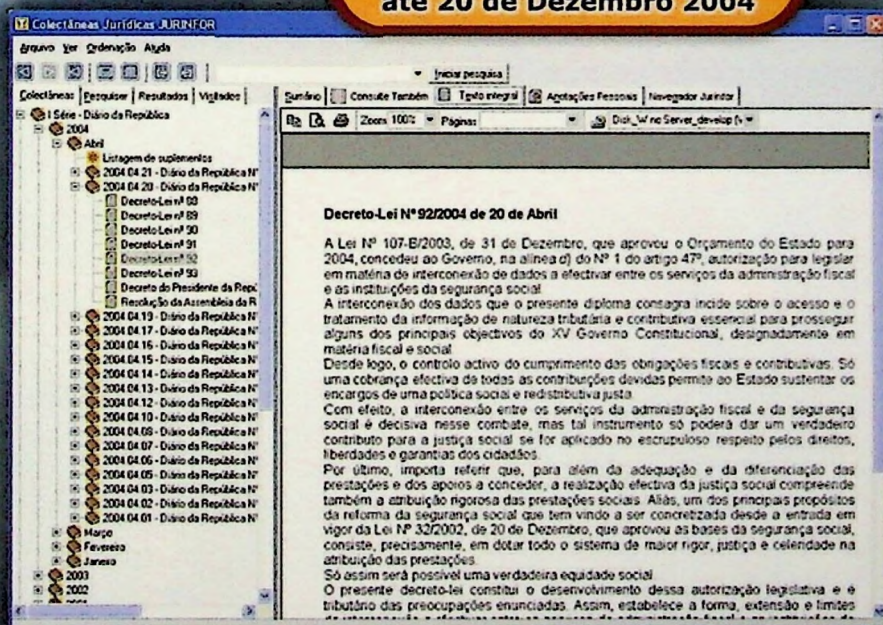 até 20 de Dezembro 2004
Colectâneas Jurídicas JURINFOR
Arquivo Ver Ordenação Ajuda
Iniciar pesquisa
Colectâneas Pesquisar Resultados Visitados
Sumário Consulte Também Texto integral Anotações Pessoais Navegador Jurinfor
Zoom 100% Páginas: Disk_W no Server_develop
I Série - Diário da República
2004
Abril
Listagem de suplementos
2004.04.21 - Diário da República Nº
2004.04.20 - Diário da República Nº
Decreto-Lei nº 88
Decreto-Lei nº 89
Decreto-Lei nº 90
Decreto-Lei nº 91
Decreto-Lei nº 92
Decreto-Lei nº 93
Decreto do Presidente da Repú
Resolução da Assembleia da R
2004.04.19 - Diário da República Nº
2004.04.17 - Diário da República Nº
2004.04.16 - Diário da República Nº
2004.04.15 - Diário da República Nº
2004.04.14 - Diário da República Nº
2004.04.13 - Diário da República Nº
2004.04.12 - Diário da República Nº
2004.04.10 - Diário da República Nº
2004.04.08 - Diário da República Nº
2004.04.07 - Diário da República Nº
2004.04.06 - Diário da República Nº
2004.04.05 - Diário da República Nº
2004.04.03 - Diário da República Nº
2004.04.02 - Diário da República Nº
2004.04.01 - Diário da República Nº
Março
Fevereiro
Janeiro
2003
2002
Decreto-Lei Nº 92/2004 de 20 de Abril
A Lei Nº 107-B/2003, de 31 de Dezembro, que aprovou o Orçamento do Estado para
2004, concedeu ao Governo, na alínea d) do Nº 1 do artigo 47º, autorização para legislar
em matéria de interconexão de dados a efectivar entre os serviços da administração fiscal
e as instituições da segurança social.
A interconexão dos dados que o presente diploma consagra incide sobre o acesso e o
tratamento da informação de natureza tributária e contributiva essencial para prosseguir
alguns dos principais objectivos do XV Governo Constitucional, designadamente em
matéria fiscal e social.
Desde logo, o controlo activo do cumprimento das obrigações fiscais e contributivas. Só
uma cobrança efectiva de todas as contribuições devidas permite ao Estado sustentar os
encargos de uma política social e redistributiva justa.
Com efeito, a interconexão entre os serviços da administração fiscal e da segurança
social é decisiva nesse combate, mas tal instrumento só poderá dar um verdadeiro
contributo para a justiça social se for aplicado no escrupuloso respeito pelos direitos,
liberdades e garantias dos cidadãos.
Por último, importa referir que, para além da adequação e da diferenciação das
prestações e dos apoios a conceder, a realização efectiva da justiça social compreende
também a atribuição rigorosa das prestações sociais. Aliás, um dos principais propósitos
da reforma da segurança social que tem vindo a ser concretizada desde a entrada em
vigor da Lei Nº 32/2002, de 20 de Dezembro, que aprovou as bases da segurança social,
consiste, precisamente, em dotar todo o sistema de maior rigor, justiça e celeridade na
atribuição das prestações.
Só assim será possível uma verdadeira equidade social.
O presente decreto-lei constitui o desenvolvimento dessa autorização legislativa e é
tributário das preocupações enunciadas. Assim, estabelece a forma, extensão e limites